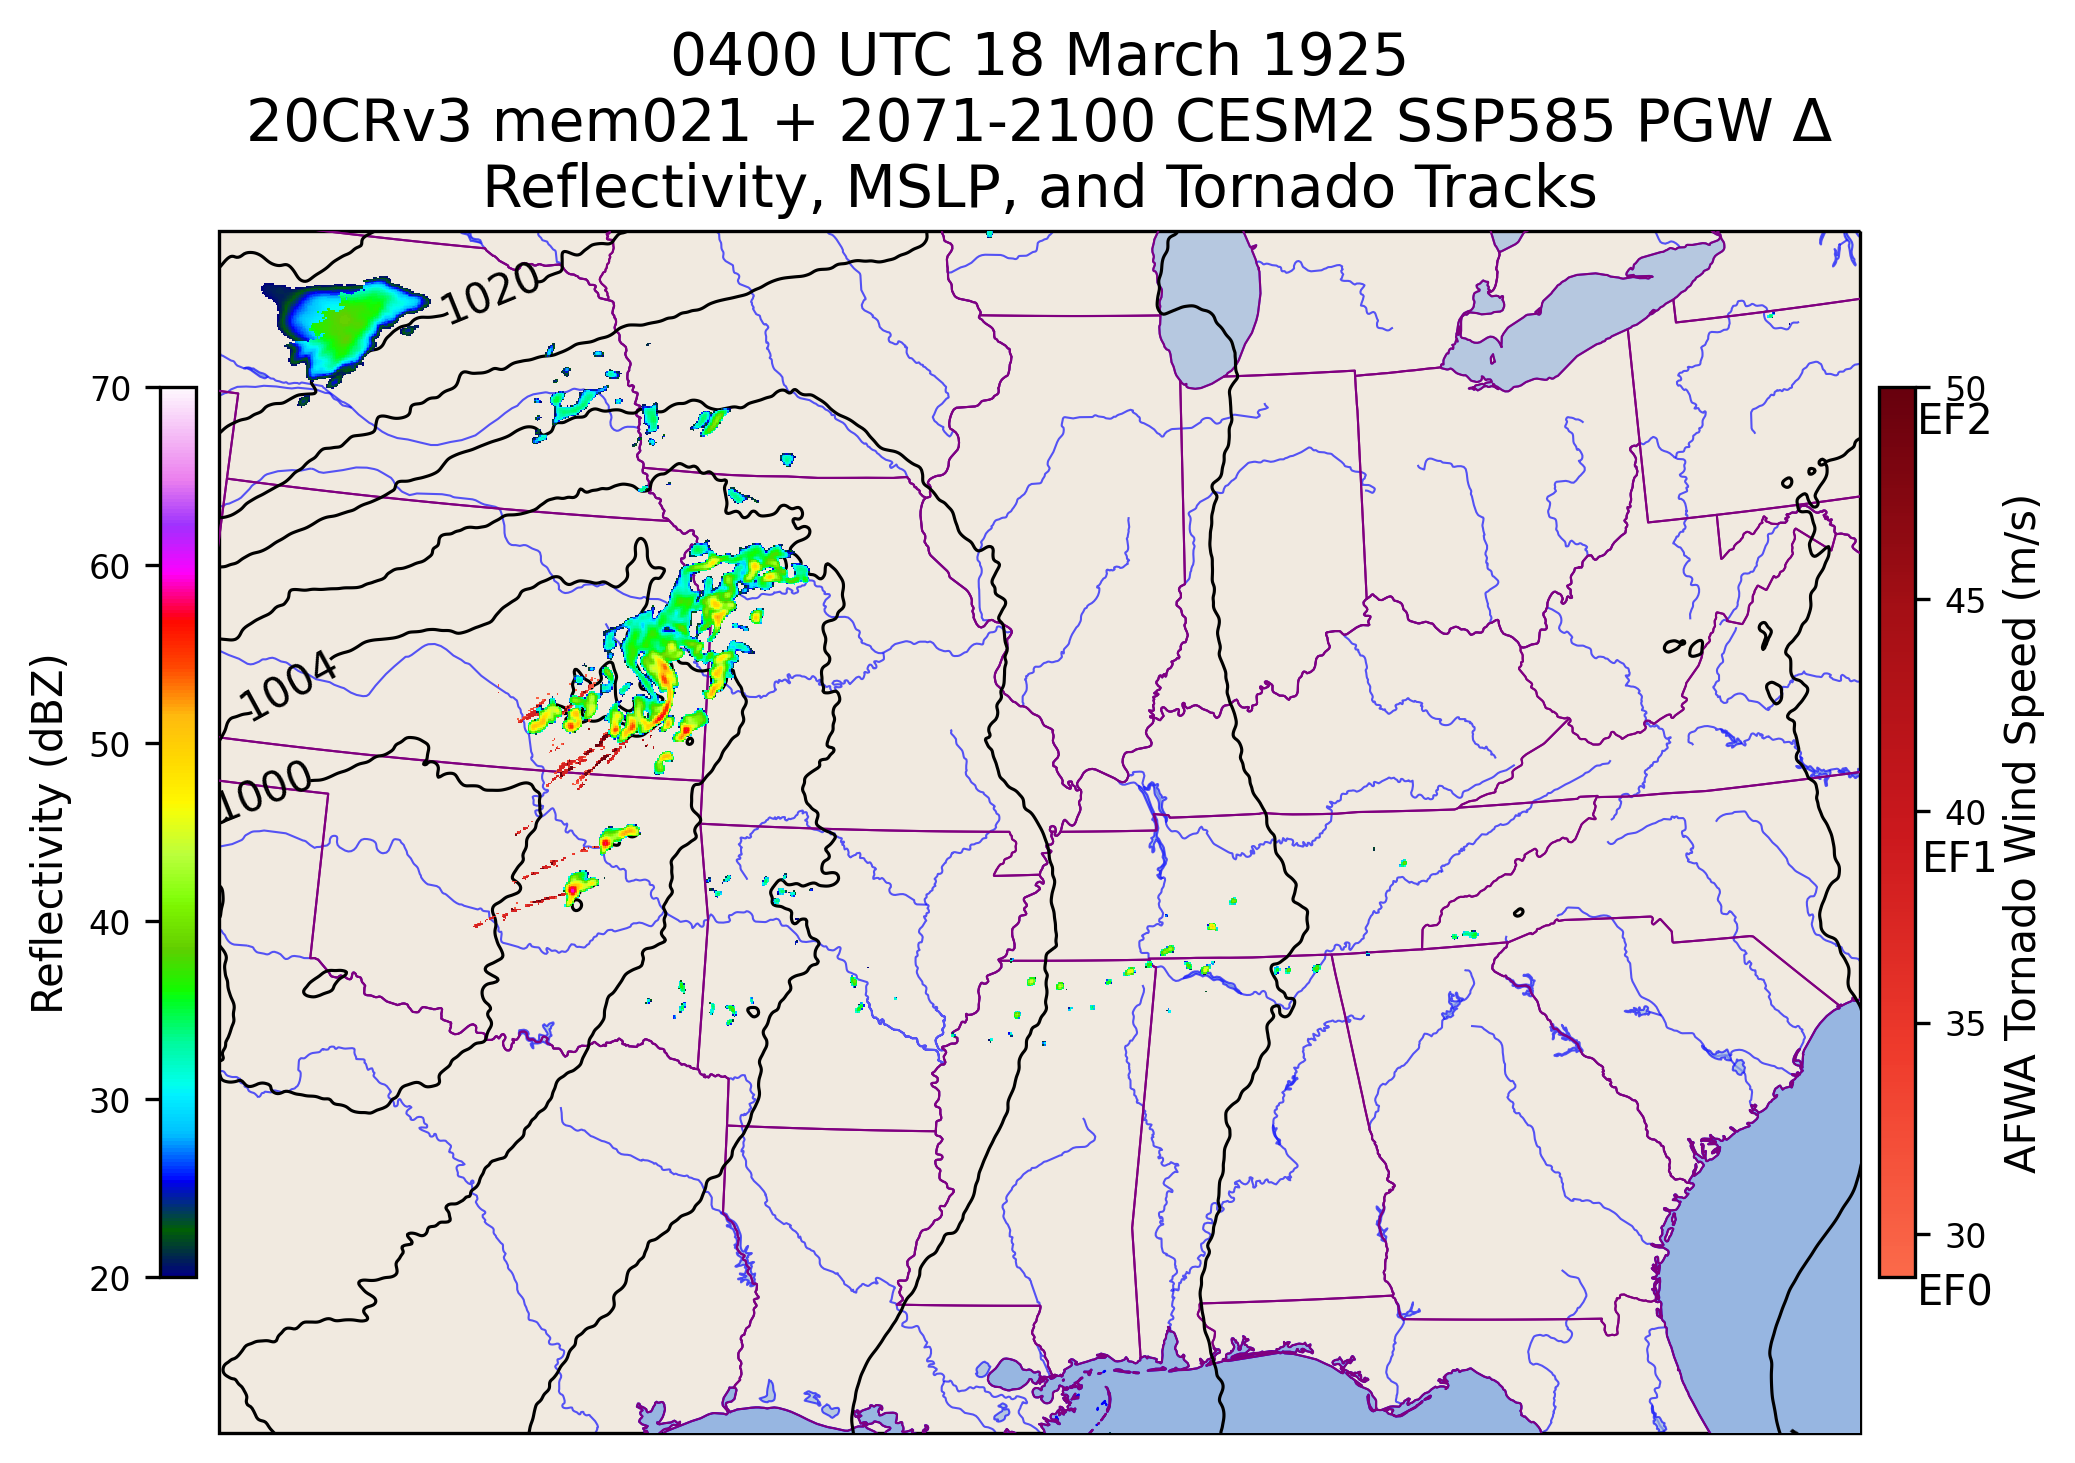 0400 UTC 18 March 1925
20CRv3 mem021 + 2071-2100 CESM2 SSP585 PGW Δ
Reflectivity, MSLP, and Tornado Tracks
1020
1004
1000
70
60
50
40
30
20
Reflectivity (dBZ)
50
EF2
45
40
EF1
35
30
EF0
AFWA Tornado Wind Speed (m/s)